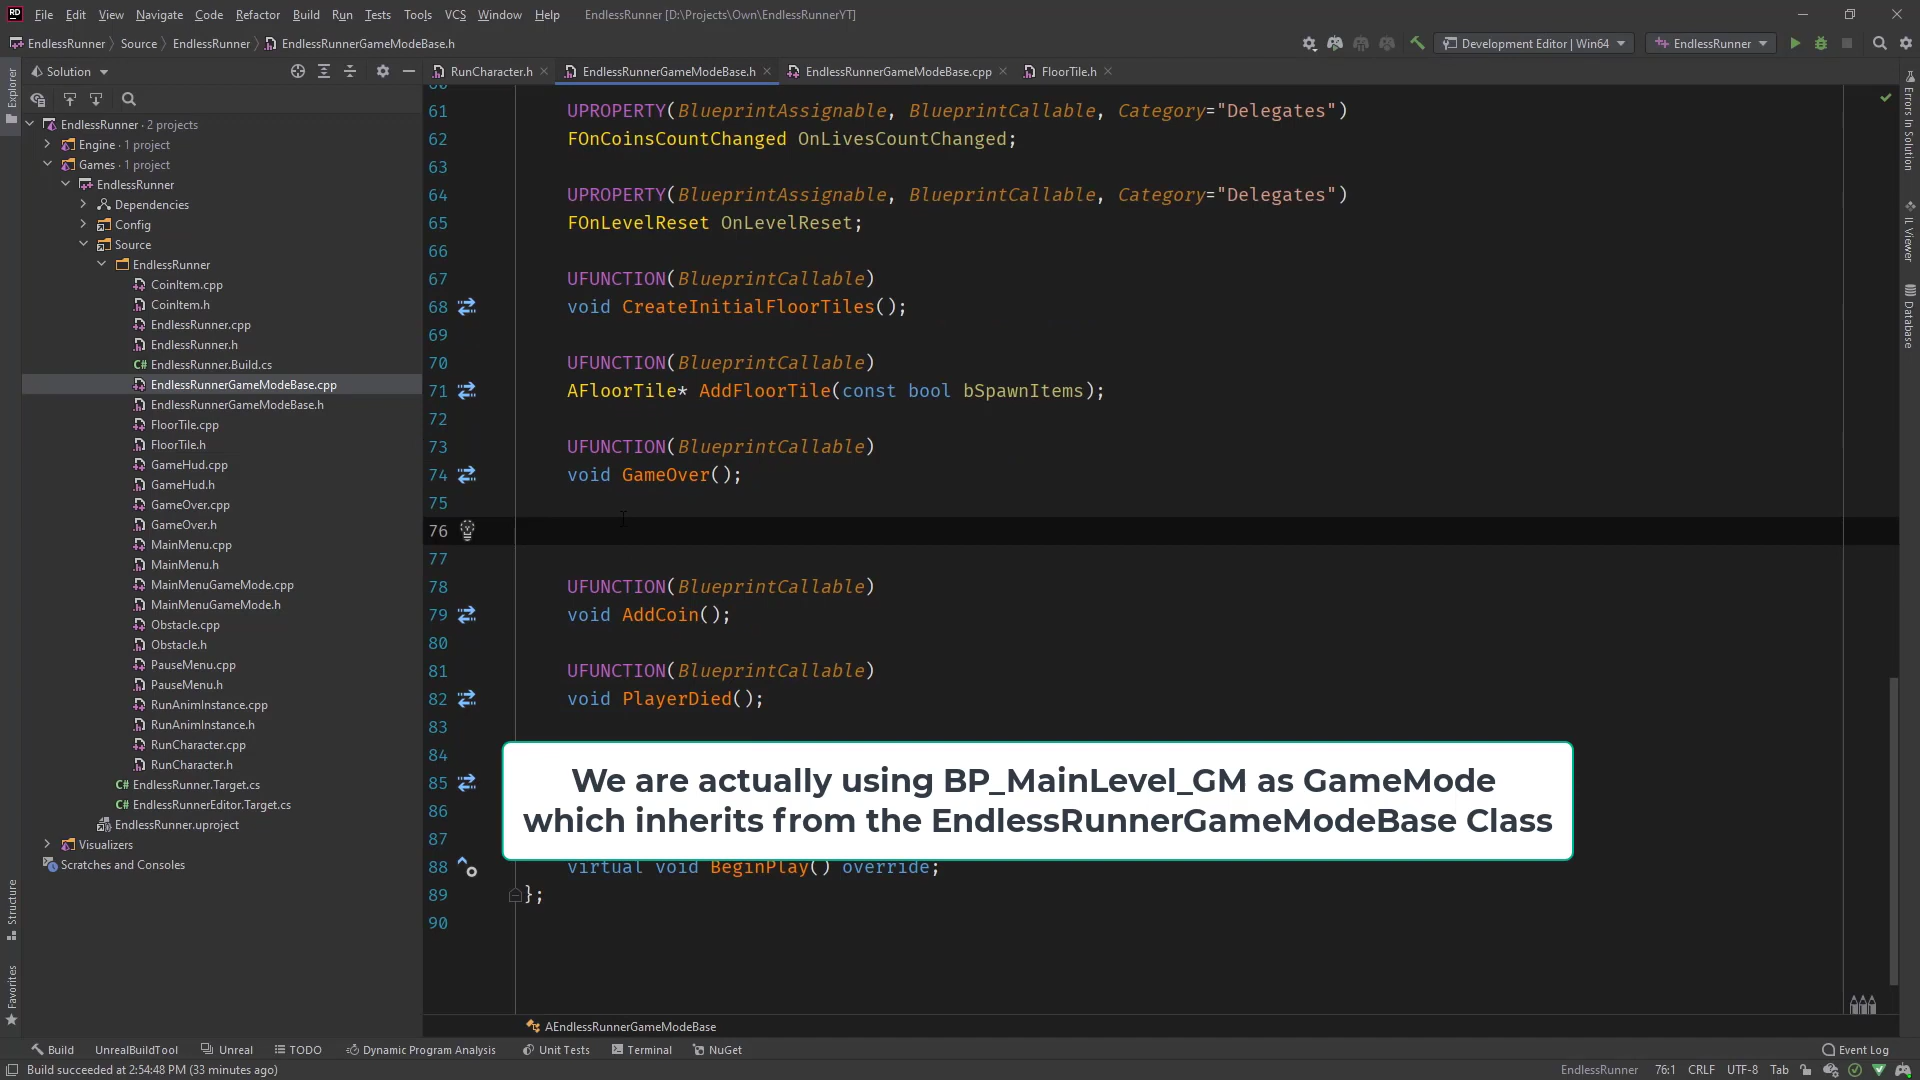 File Edit View Navigate Code Refactor Build Run Tests Tools VCS Window Help EndlessRunner [D:\Projects\Own\EndlessRunnerYT]
EndlessRunner Source EndlessRunner EndlessRunnerGameModeBase.h Development Editor | Win64 EndlessRunner
Solution
RunCharacter.h EndlessRunnerGameModeBase.h EndlessRunnerGameModeBase.cpp FloorTile.h
Explorer
EndlessRunner · 2 projects
Engine · 1 project
Games · 1 project
EndlessRunner
Dependencies
Config
Source
EndlessRunner
CoinItem.cpp
CoinItem.h
EndlessRunner.cpp
EndlessRunner.h
C# EndlessRunner.Build.cs
EndlessRunnerGameModeBase.cpp
EndlessRunnerGameModeBase.h
FloorTile.cpp
FloorTile.h
GameHud.cpp
GameHud.h
GameOver.cpp
GameOver.h
MainMenu.cpp
MainMenu.h
MainMenuGameMode.cpp
MainMenuGameMode.h
Obstacle.cpp
Obstacle.h
PauseMenu.cpp
PauseMenu.h
RunAnimInstance.cpp
RunAnimInstance.h
RunCharacter.cpp
RunCharacter.h
C# EndlessRunner.Target.cs
C# EndlessRunnerEditor.Target.cs
EndlessRunner.uproject
Visualizers
Scratches and Consoles
Structure
Favorites
61 UPROPERTY(BlueprintAssignable, BlueprintCallable, Category="Delegates")
62 FOnCoinsCountChanged OnLivesCountChanged;
63
64 UPROPERTY(BlueprintAssignable, BlueprintCallable, Category="Delegates")
65 FOnLevelReset OnLevelReset;
66
67 UFUNCTION(BlueprintCallable)
68 void CreateInitialFloorTiles();
69
70 UFUNCTION(BlueprintCallable)
71 AFloorTile* AddFloorTile(const bool bSpawnItems);
72
73 UFUNCTION(BlueprintCallable)
74 void GameOver();
75
76
77
78 UFUNCTION(BlueprintCallable)
79 void AddCoin();
80
81 UFUNCTION(BlueprintCallable)
82 void PlayerDied();
83
84
85
86
87
We are actually using BP_MainLevel_GM as GameMode
which inherits from the EndlessRunnerGameModeBase Class
88 virtual void BeginPlay() override;
89 };
90
AEndlessRunnerGameModeBase
Errors In Solution
IL Viewer
Database
Build UnrealBuildTool Unreal TODO Dynamic Program Analysis Unit Tests Terminal NuGet Event Log
Build succeeded at 2:54:48 PM (33 minutes ago) EndlessRunner 76:1 CRLF UTF-8 Tab